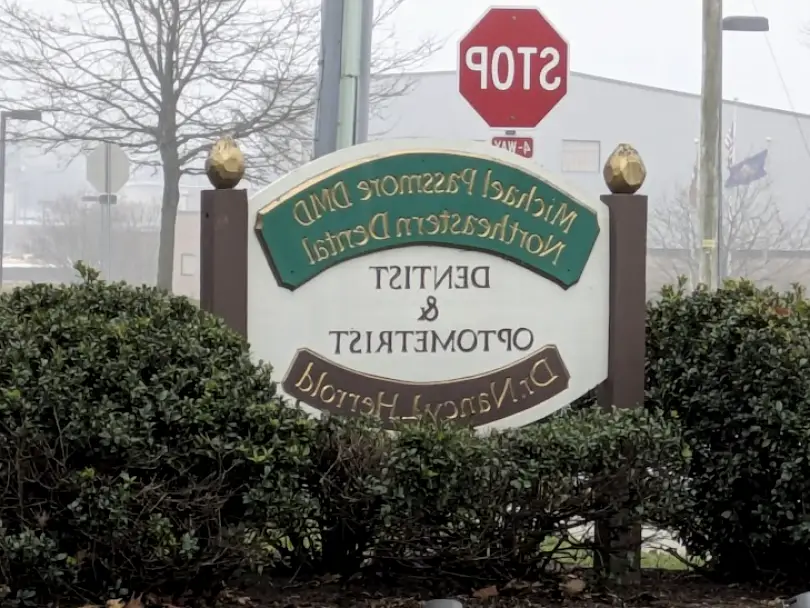 STOP
4-WAY
Michael Passmore DMD
Northeastern Dental
DENTIST
&
OPTOMETRIST
Dr. Nancy L Herrold